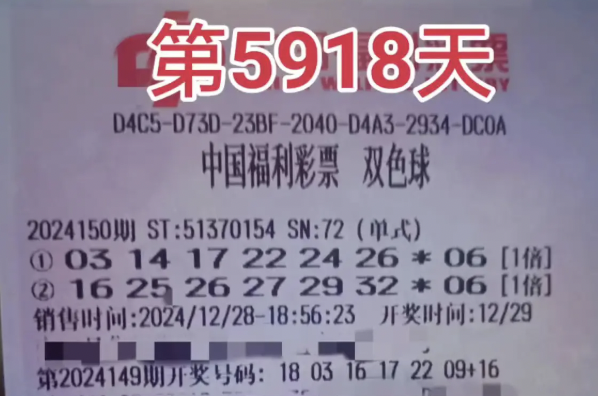 第5918天
D4C5-D73D-23BF-2040-D4A3-2934-DC0A
中国福利彩票 双色球
2024150期 ST:51370154 SN:72 (单式)
① 03 14 17 22 24 26 * 06 [1倍]
② 16 25 26 27 29 32 * 06 [1倍]
销售时间:2024/12/28-18:56:23 开奖时间:12/29
第2024149期开奖号码: 18 03 16 17 22 09+16